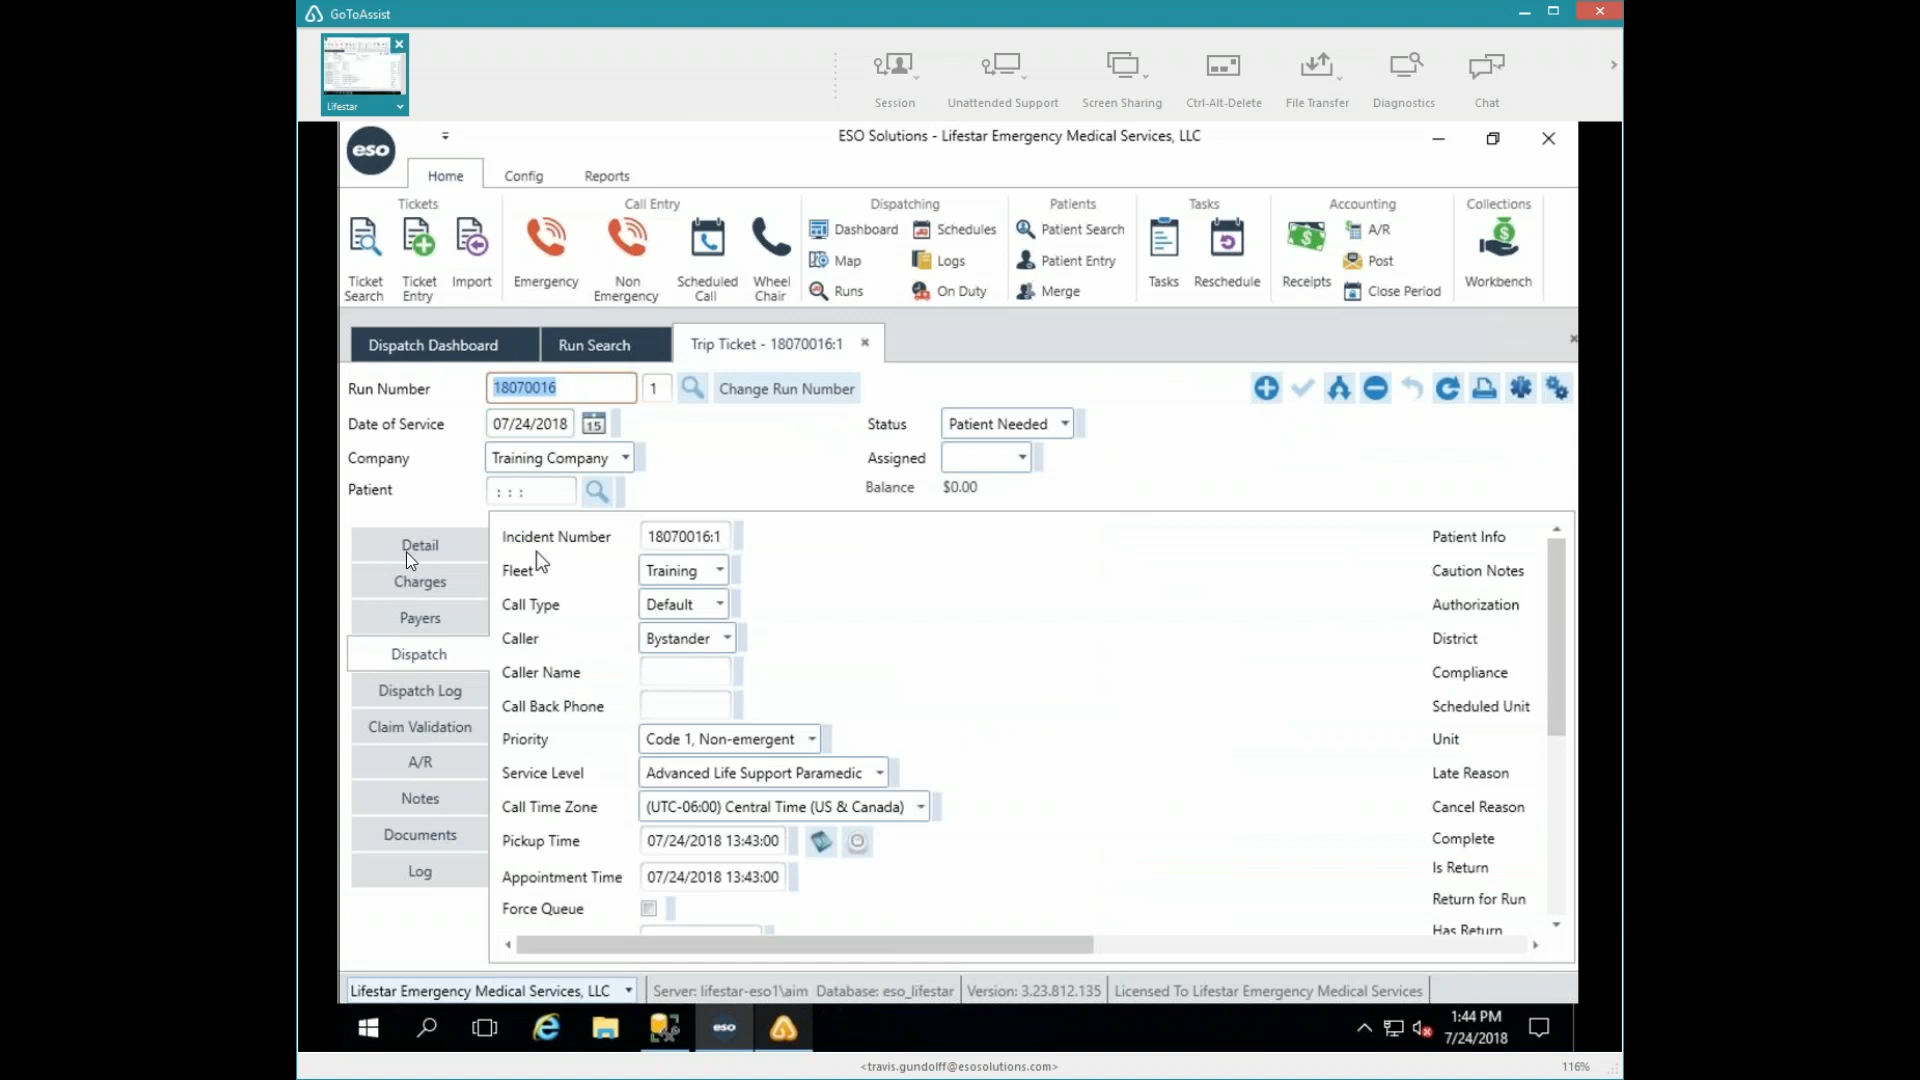 GoToAssist
Lifestar
Session
Unattended Support
Screen Sharing
Ctrl-Alt-Delete
File Transfer
Diagnostics
Chat
eso
ESO Solutions - Lifestar Emergency Medical Services, LLC
Home
Config
Reports
Tickets
Ticket Search
Ticket Entry
Import
Call Entry
Emergency
Non Emergency
Scheduled Call
Wheel Chair
Dispatching
Dashboard
Schedules
Map
Logs
Runs
On Duty
Patients
Patient Search
Patient Entry
Merge
Tasks
Tasks
Reschedule
Accounting
Receipts
A/R
Post
Close Period
Collections
Workbench
Dispatch Dashboard
Run Search
Trip Ticket - 18070016:1
Run Number 18070016 1 Change Run Number
Date of Service 07/24/2018 15
Status Patient Needed
Company Training Company
Assigned
Patient : : :
Balance $0.00
Detail
Charges
Payers
Dispatch
Dispatch Log
Claim Validation
A/R
Notes
Documents
Log
Incident Number 18070016:1
Fleet Training
Call Type Default
Caller Bystander
Caller Name
Call Back Phone
Priority Code 1, Non-emergent
Service Level Advanced Life Support Paramedic
Call Time Zone (UTC-06:00) Central Time (US & Canada)
Pickup Time 07/24/2018 13:43:00
Appointment Time 07/24/2018 13:43:00
Force Queue
Patient Info
Caution Notes
Authorization
District
Compliance
Scheduled Unit
Unit
Late Reason
Cancel Reason
Complete
Is Return
Return for Run
Has Return
Lifestar Emergency Medical Services, LLC
Server: lifestar-eso1\aim Database: eso_lifestar
Version: 3.23.812.135
Licensed To Lifestar Emergency Medical Services
eso
1:44 PM
7/24/2018
<travis.gundolff@esosolutions.com>
116%